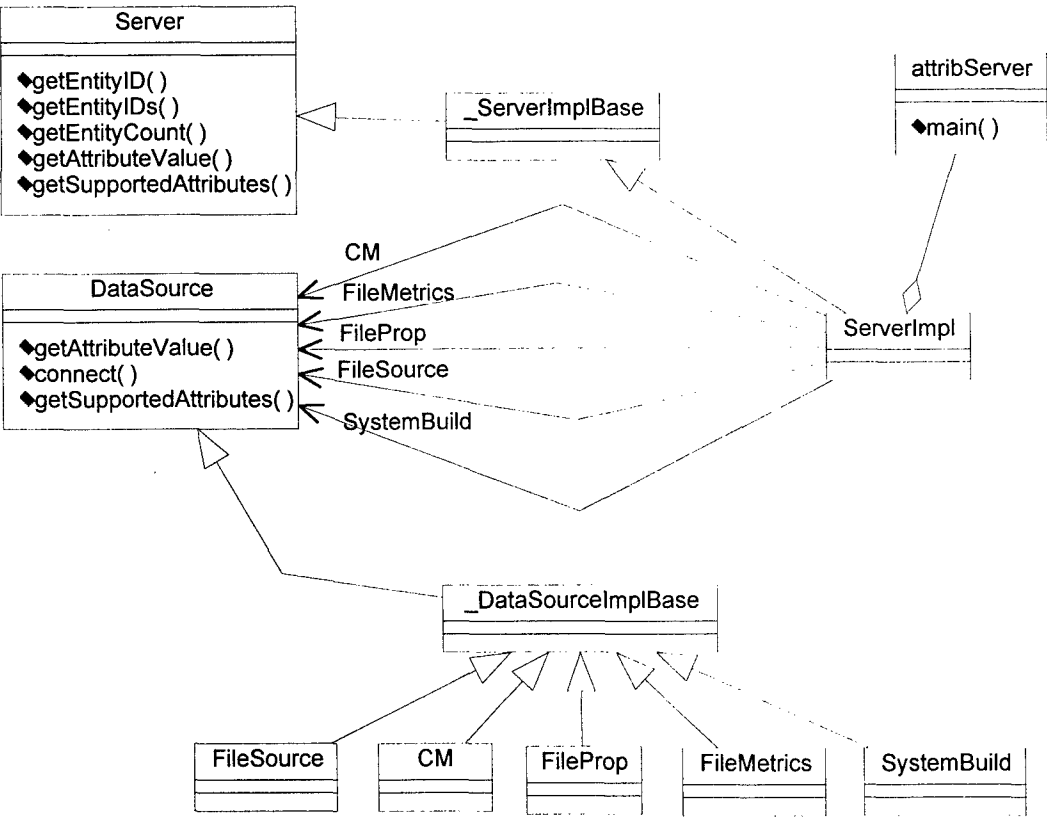 Server
◆getEntityID( )
◆getEntityIDs( )
◆getEntityCount( )
◆getAttributeValue( )
◆getSupportedAttributes( )
_ServerImplBase
attribServer
◆main( )
CM
DataSource
FileMetrics
◆getAttributeValue( )
◆connect( )
◆getSupportedAttributes( )
FileProp
FileSource
SystemBuild
ServerImpl
_DataSourceImplBase
FileSource
CM
FileProp
FileMetrics
SystemBuild